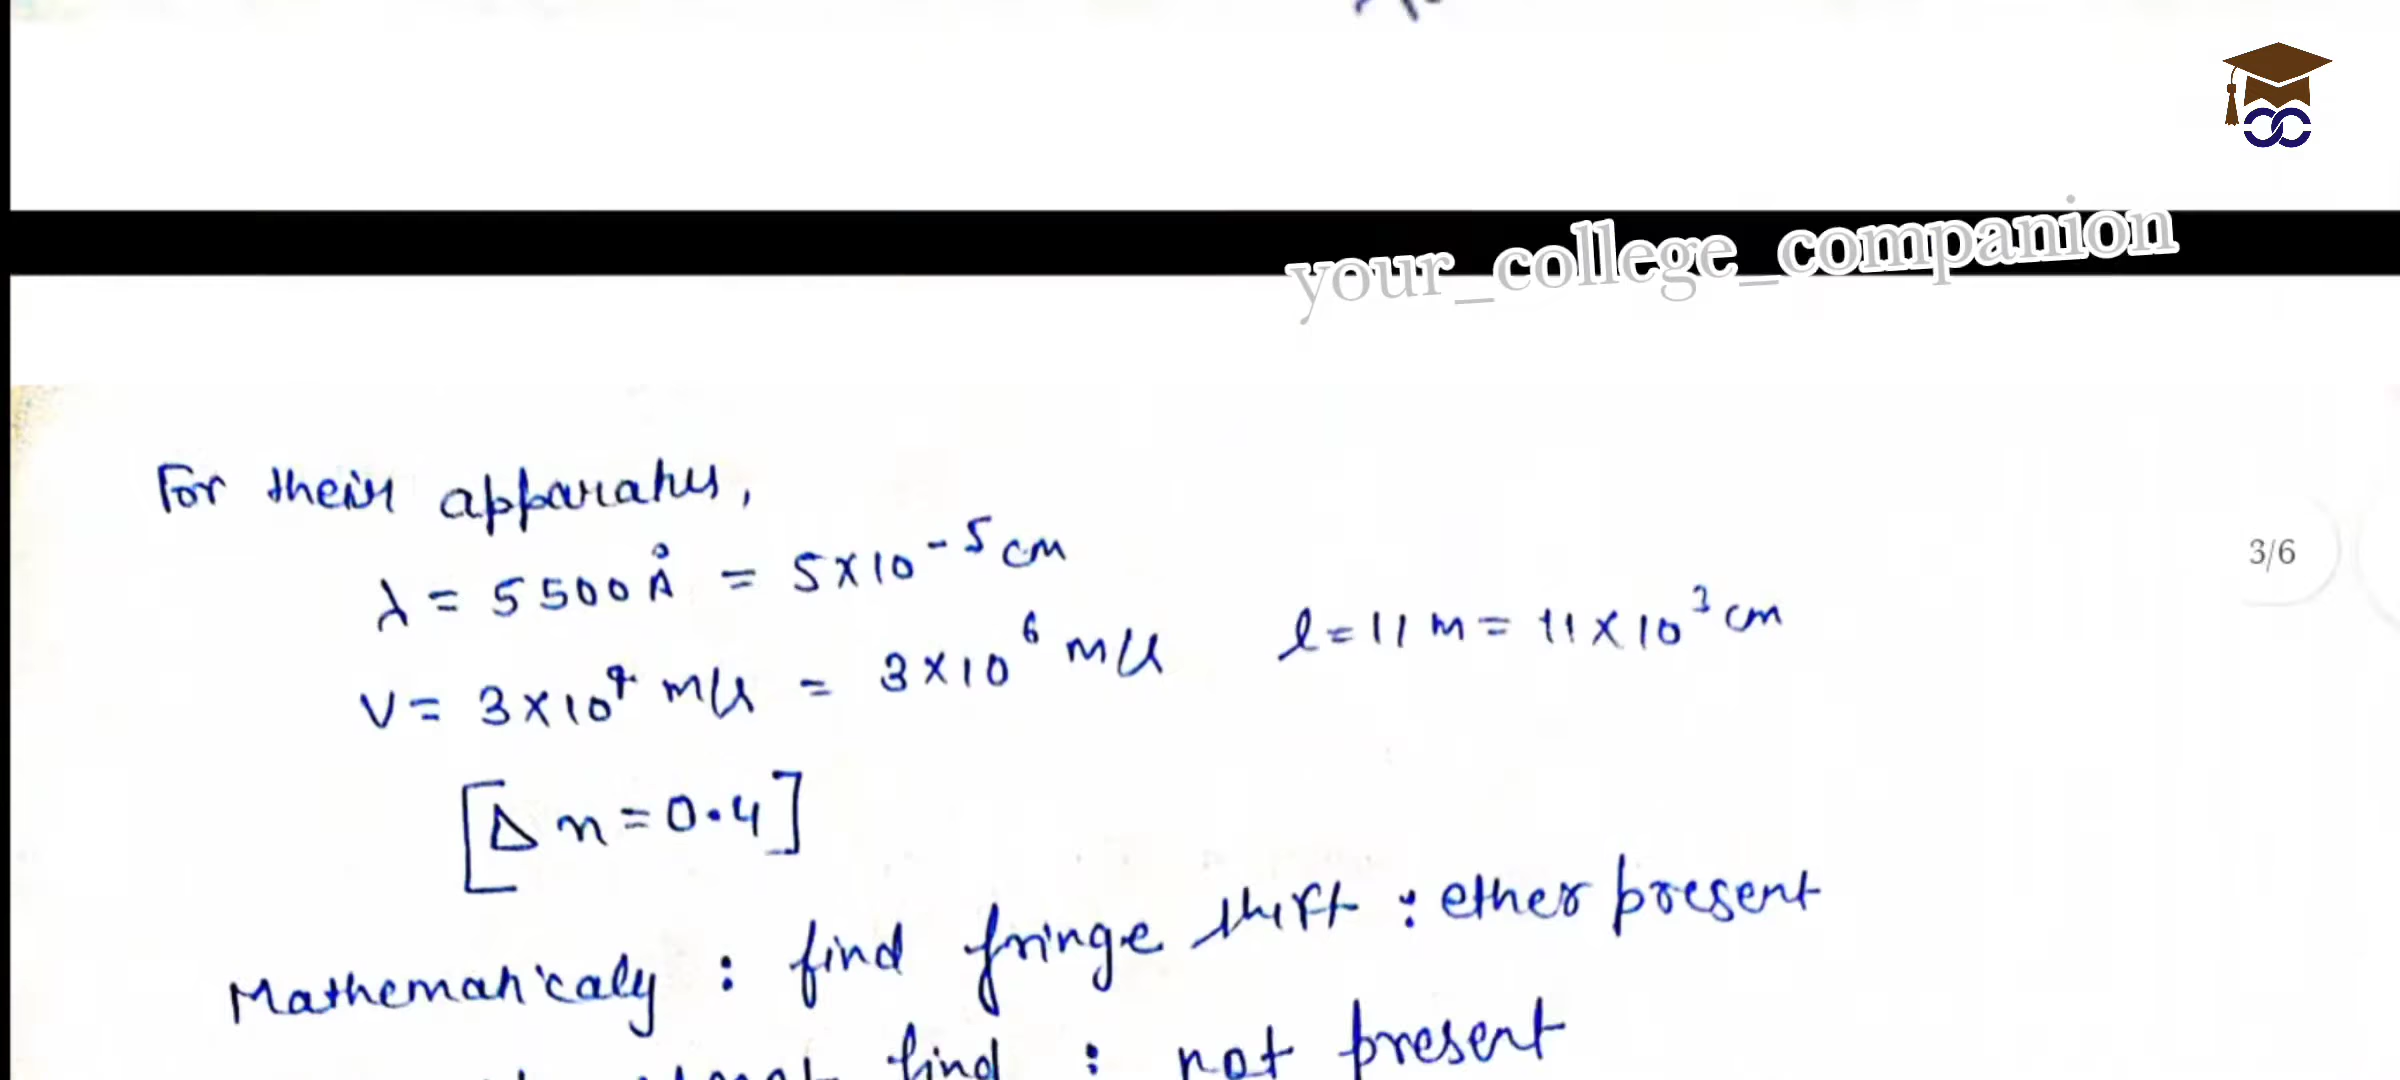 your_college_companion
For their apparatus,
3/6
λ = 5500 Å = 5×10⁻⁵ cm
l = 11 m = 11×10³ cm
V = 3×10⁴ m/s = 3×10⁶ m/s
[Δn = 0.4]
Mathematicaly : find fringe shift : ether present
find : not present